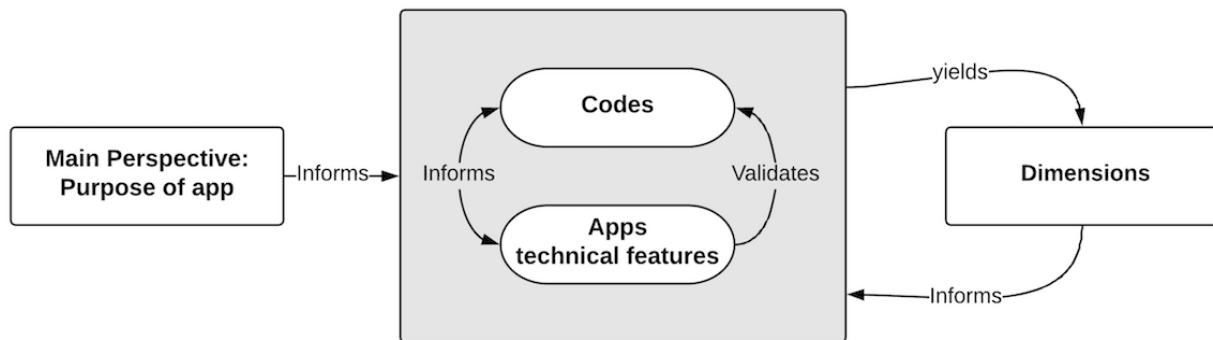 Main Perspective:
Purpose of app
Informs
Codes
Informs
Validates
Apps
technical features
yields
Dimensions
Informs